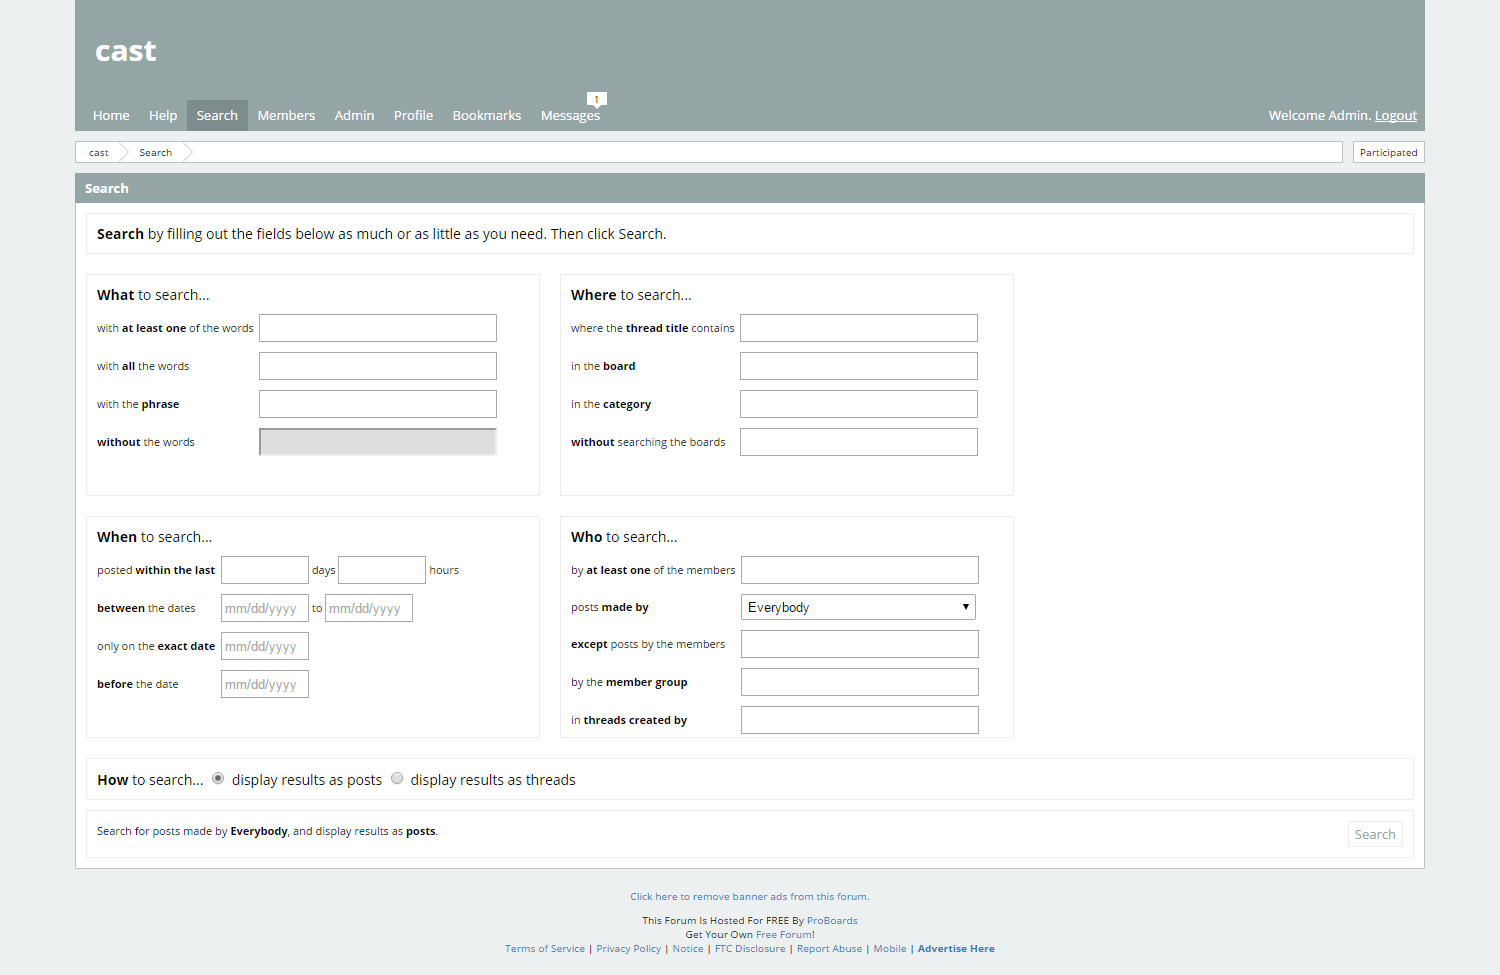 cast
1
Home Help Search Members Admin Profile Bookmarks Messages Welcome Admin. Logout
cast Search Participated
Search
Search by filling out the fields below as much or as little as you need. Then click Search.
What to search...
with at least one of the words
with all the words
with the phrase
without the words
Where to search...
where the thread title contains
in the board
in the category
without searching the boards
When to search...
posted within the last days hours
between the dates mm/dd/yyyy to mm/dd/yyyy
only on the exact date mm/dd/yyyy
before the date mm/dd/yyyy
Who to search...
by at least one of the members
posts made by Everybody
except posts by the members
by the member group
in threads created by
How to search... display results as posts display results as threads
Search for posts made by Everybody, and display results as posts. Search
Click here to remove banner ads from this forum.
This Forum Is Hosted For FREE By ProBoards
Get Your Own Free Forum!
Terms of Service | Privacy Policy | Notice | FTC Disclosure | Report Abuse | Mobile | Advertise Here